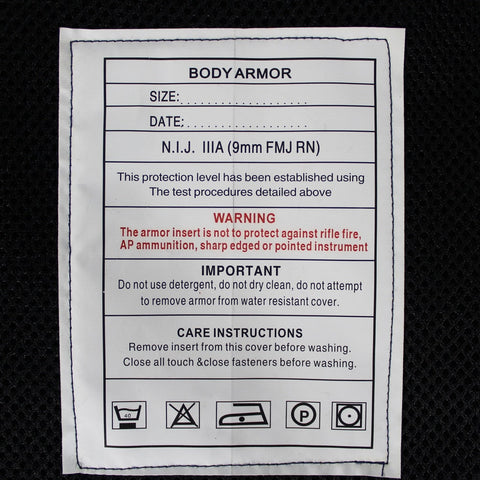 BODY ARMOR
SIZE:...................
DATE:..................
N.I.J. IIIA (9mm FMJ RN)
This protection level has been established using
The test procedures detailed above
WARNING
The armor insert is not to protect against rifle fire,
AP ammunition, sharp edged or pointed instrument
IMPORTANT
Do not use detergent, do not dry clean, do not attempt
to remove armor from water resistant cover.
CARE INSTRUCTIONS
Remove insert from this cover before washing.
Close all touch &close fasteners before washing.
40 P